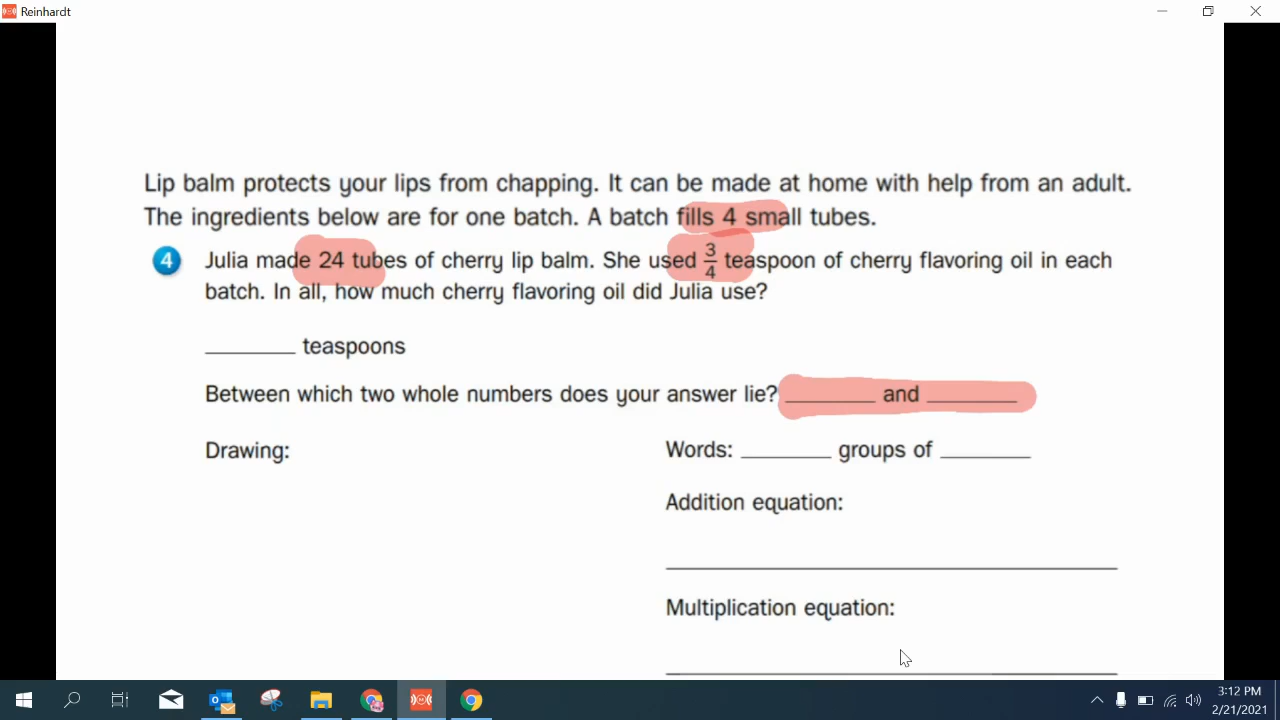 Reinhardt
Lip balm protects your lips from chapping. It can be made at home with help from an adult.
The ingredients below are for one batch. A batch fills 4 small tubes.
4 Julia made 24 tubes of cherry lip balm. She used 3/4 teaspoon of cherry flavoring oil in each
batch. In all, how much cherry flavoring oil did Julia use?
________ teaspoons
Between which two whole numbers does your answer lie? ________ and ________
Drawing:
Words: ________ groups of ________
Addition equation:
Multiplication equation:
3:12 PM
2/21/2021